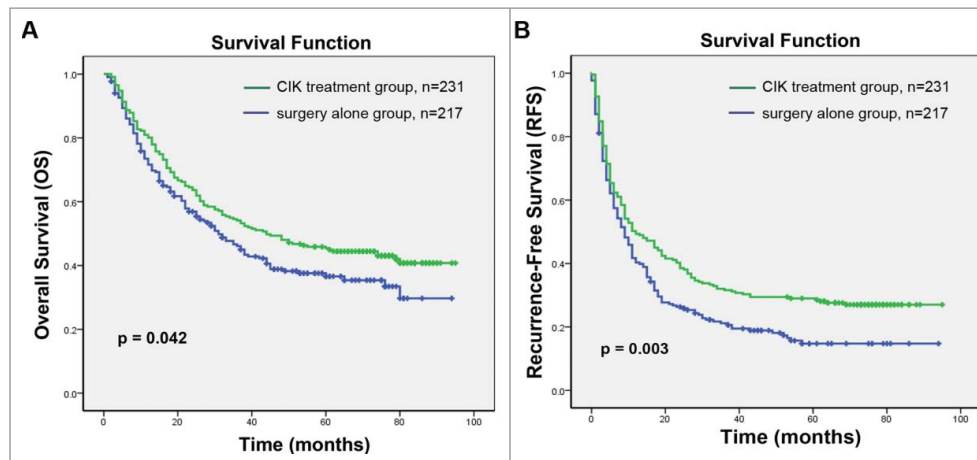 A
Survival Function
CIK treatment group, n=231
surgery alone group, n=217
Overall Survival (OS)
1.0
0.8
0.6
0.4
0.2
0.0
p = 0.042
0 20 40 60 80 100
Time (months)
B
Survival Function
CIK treatment group, n=231
surgery alone group, n=217
Recurrence-Free Survival (RFS)
1.0
0.8
0.6
0.4
0.2
0.0
p = 0.003
0 20 40 60 80 100
Time (months)